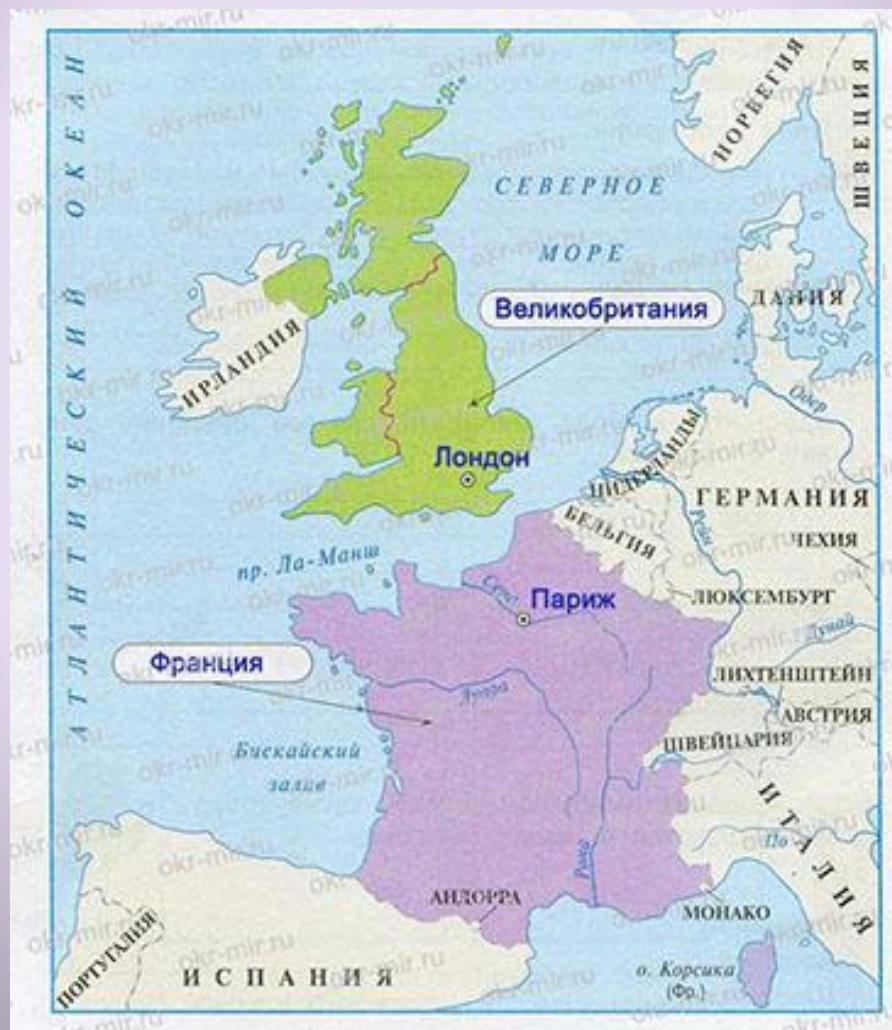 АТЛАНТИЧЕСКИЙ ОКЕАН
НОРВЕГИЯ
ШВЕЦИЯ
СЕВЕРНОЕ
МОРЕ
Великобритания
ДАНИЯ
ИРЛАНДИЯ
Одер
НИДЕРЛАНДЫ
Лондон
ГЕРМАНИЯ
БЕЛЬГИЯ
Рейн
ЧЕХИЯ
пр. Ла-Манш
Сена
Париж
ЛЮКСЕМБУРГ
Дунай
Франция
ЛИХТЕНШТЕЙН
Луара
АВСТРИЯ
ШВЕЙЦАРИЯ
Бискайский
залив
ИТАЛИЯ
По
Рона
АНДОРРА
МОНАКО
ПОРТУГАЛИЯ
ИСПАНИЯ
о. Корсика
(Фр.)
okr-mir.ru